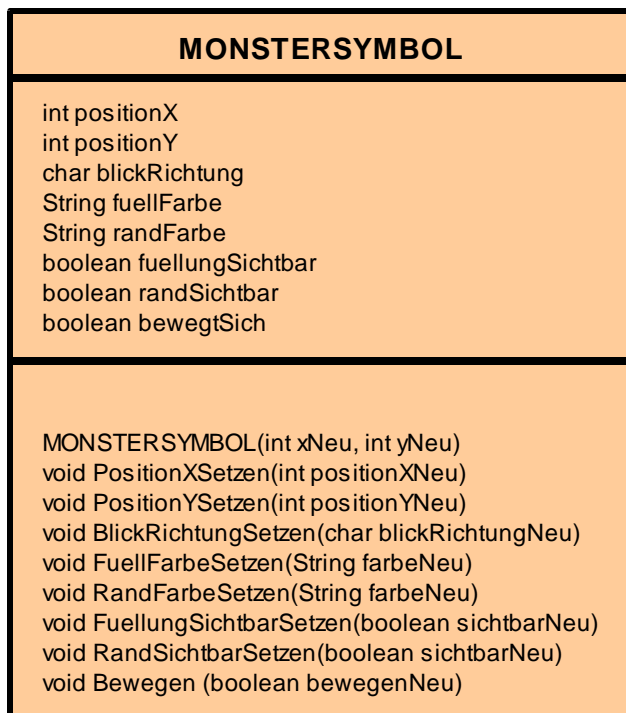 MONSTERSYMBOL
int positionX
int positionY
char blickRichtung
String fuellFarbe
String randFarbe
boolean fuellungSichtbar
boolean randSichtbar
boolean bewegtSich
MONSTERSYMBOL(int xNeu, int yNeu)
void PositionXSetzen(int positionXNeu)
void PositionYSetzen(int positionYNeu)
void BlickRichtungSetzen(char blickRichtungNeu)
void FuellFarbeSetzen(String farbeNeu)
void RandFarbeSetzen(String farbeNeu)
void FuellungSichtbarSetzen(boolean sichtbarNeu)
void RandSichtbarSetzen(boolean sichtbarNeu)
void Bewegen (boolean bewegenNeu)